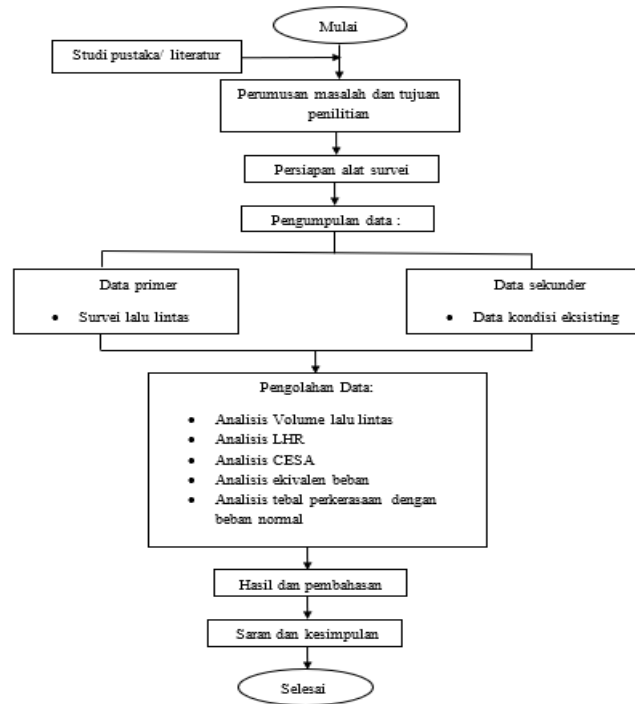 Mulai
Studi pustaka/ literatur
Perumusan masalah dan tujuan
penilitian
Persiapan alat survei
Pengumpulan data :
Data primer
• Survei lalu lintas
Data sekunder
• Data kondisi eksisting
Pengolahan Data:
• Analisis Volume lalu lintas
• Analisis LHR
• Analisis CESA
• Analisis ekivalen beban
• Analisis tebal perkerasaan dengan
beban normal
Hasil dan pembahasan
Saran dan kesimpulan
Selesai